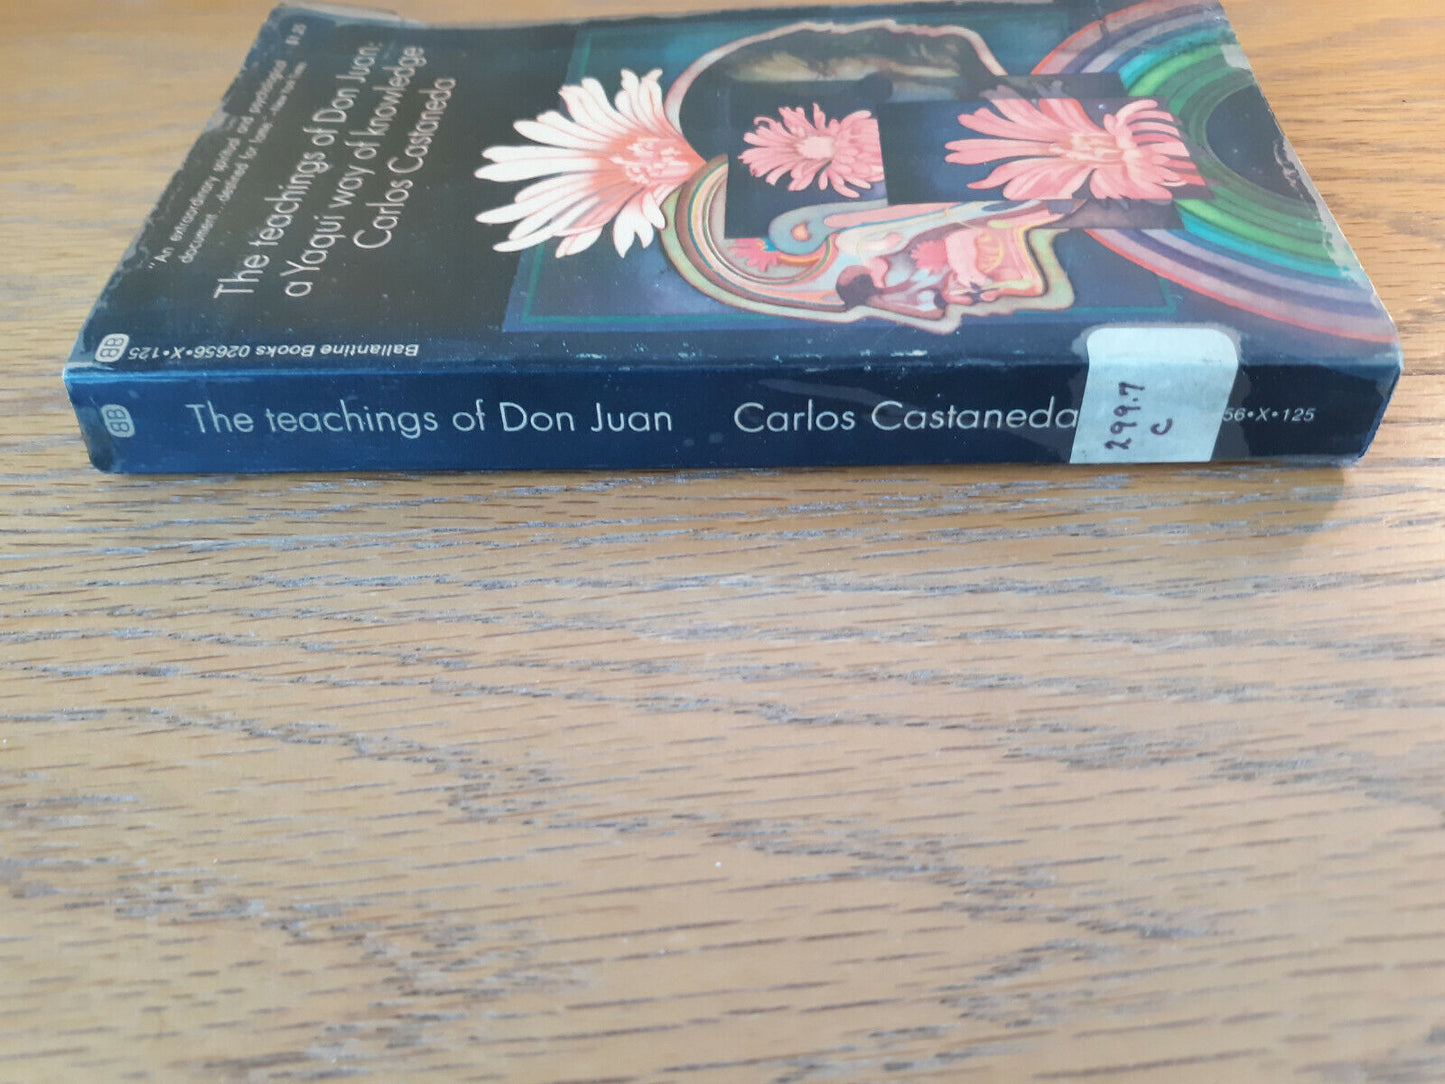 $1.25
"An extraordinary spiritual and psychological
document... destined for fame." New York Times
The teachings of Don Juan:
a Yaqui way of knowledge
Carlos Castaneda
BB Ballantine Books 02656•X•125
BB The teachings of Don Juan Carlos Castaneda 56•X•125
299.7
C